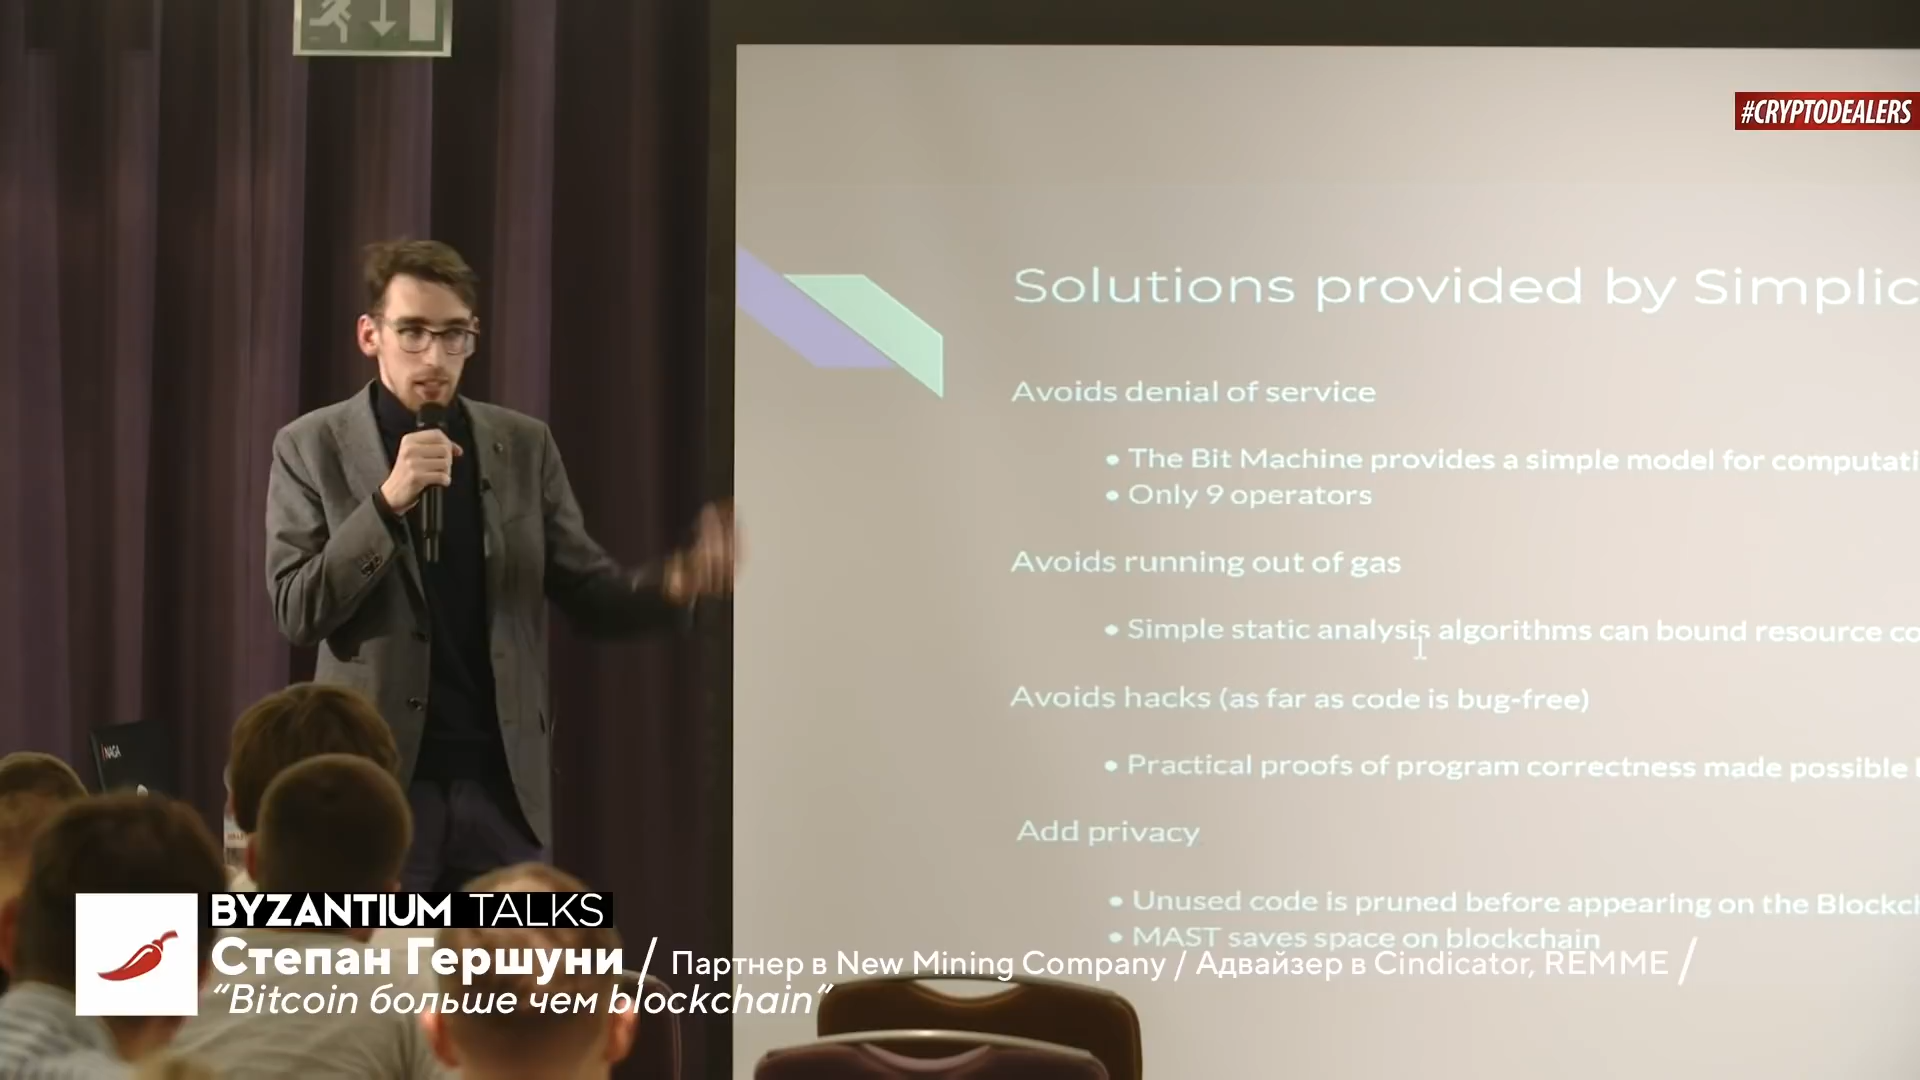 #CRYPTODEALERS
Solutions provided by Simplic
Avoids denial of service
• The Bit Machine provides a simple model for computati
• Only 9 operators
Avoids running out of gas
• Simple static analysis algorithms can bound resource co
Avoids hacks (as far as code is bug-free)
• Practical proofs of program correctness made possible
Add privacy
• Unused code is pruned before appearing on the Blockch
• MAST saves space on blockchain
NAGA
BYZANTIUM TALKS
Степан Гершуни / Партнер в New Mining Company / Адвайзер в Cindicator, REMME /
“Bitcoin больше чем blockchain”